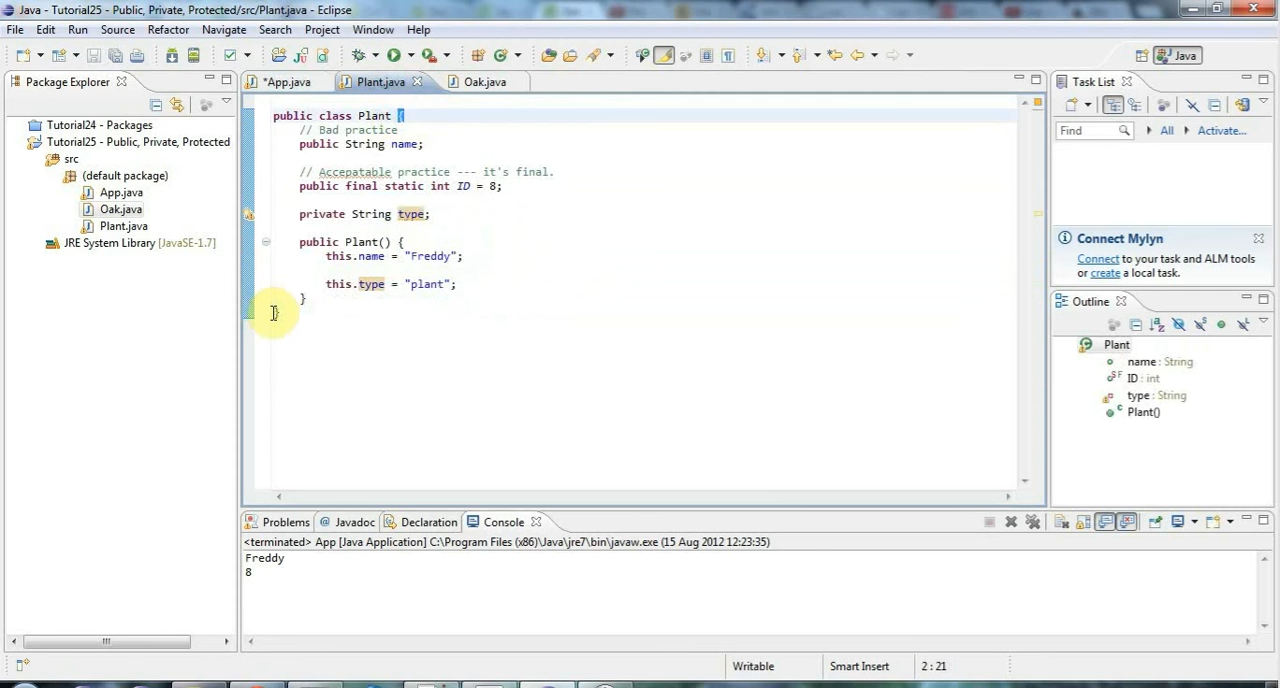 Java - Tutorial25 - Public, Private, Protected/src/Plant.java - Eclipse
File Edit Run Source Refactor Navigate Search Project Window Help
Java
Package Explorer
*App.java Plant.java Oak.java
Task List
Tutorial24 - Packages
Tutorial25 - Public, Private, Protected
src
(default package)
App.java
Oak.java
Plant.java
JRE System Library [JavaSE-1.7]
public class Plant {
// Bad practice
public String name;
// Accepatable practice --- it's final.
public final static int ID = 8;
private String type;
public Plant() {
this.name = "Freddy";
this.type = "plant";
}
}
Find All Activate...
Connect Mylyn
Connect to your task and ALM tools
or create a local task.
Outline
Plant
name : String
ID : int
type : String
Plant()
Problems @ Javadoc Declaration Console
<terminated> App [Java Application] C:\Program Files (x86)\Java\jre7\bin\javaw.exe (15 Aug 2012 12:23:35)
Freddy
8
Writable Smart Insert 2 : 21